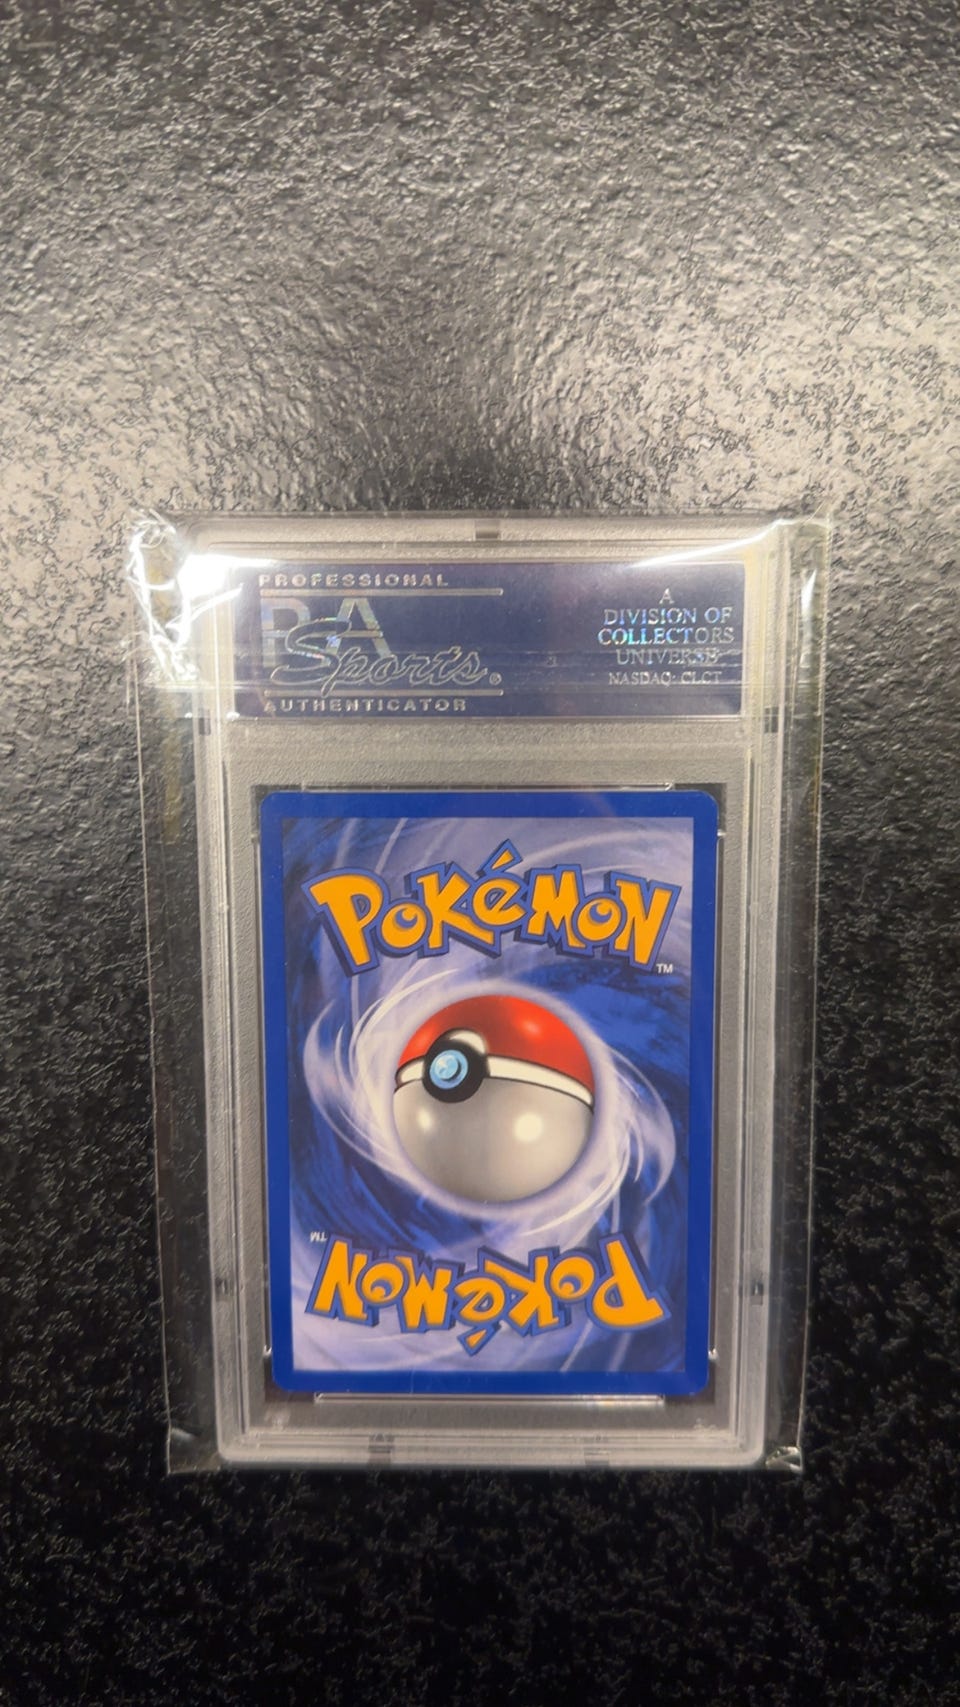 PROFESSIONAL
PSA
Sports®
AUTHENTICATOR
A
DIVISION OF
COLLECTORS
UNIVERSE
NASDAQ: CLCT
POKéMON
TM
TM
POKéMON